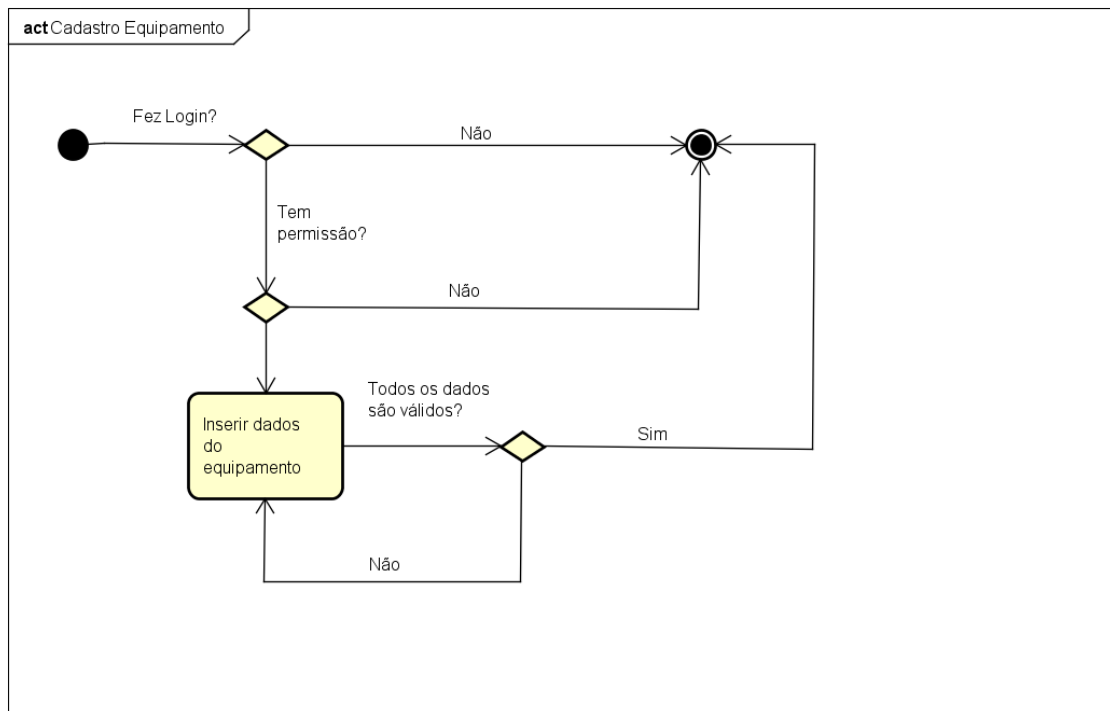 act Cadastro Equipamento
Fez Login?
Não
Tem
permissão?
Não
Todos os dados
são válidos?
Inserir dados
do
equipamento
Sim
Não